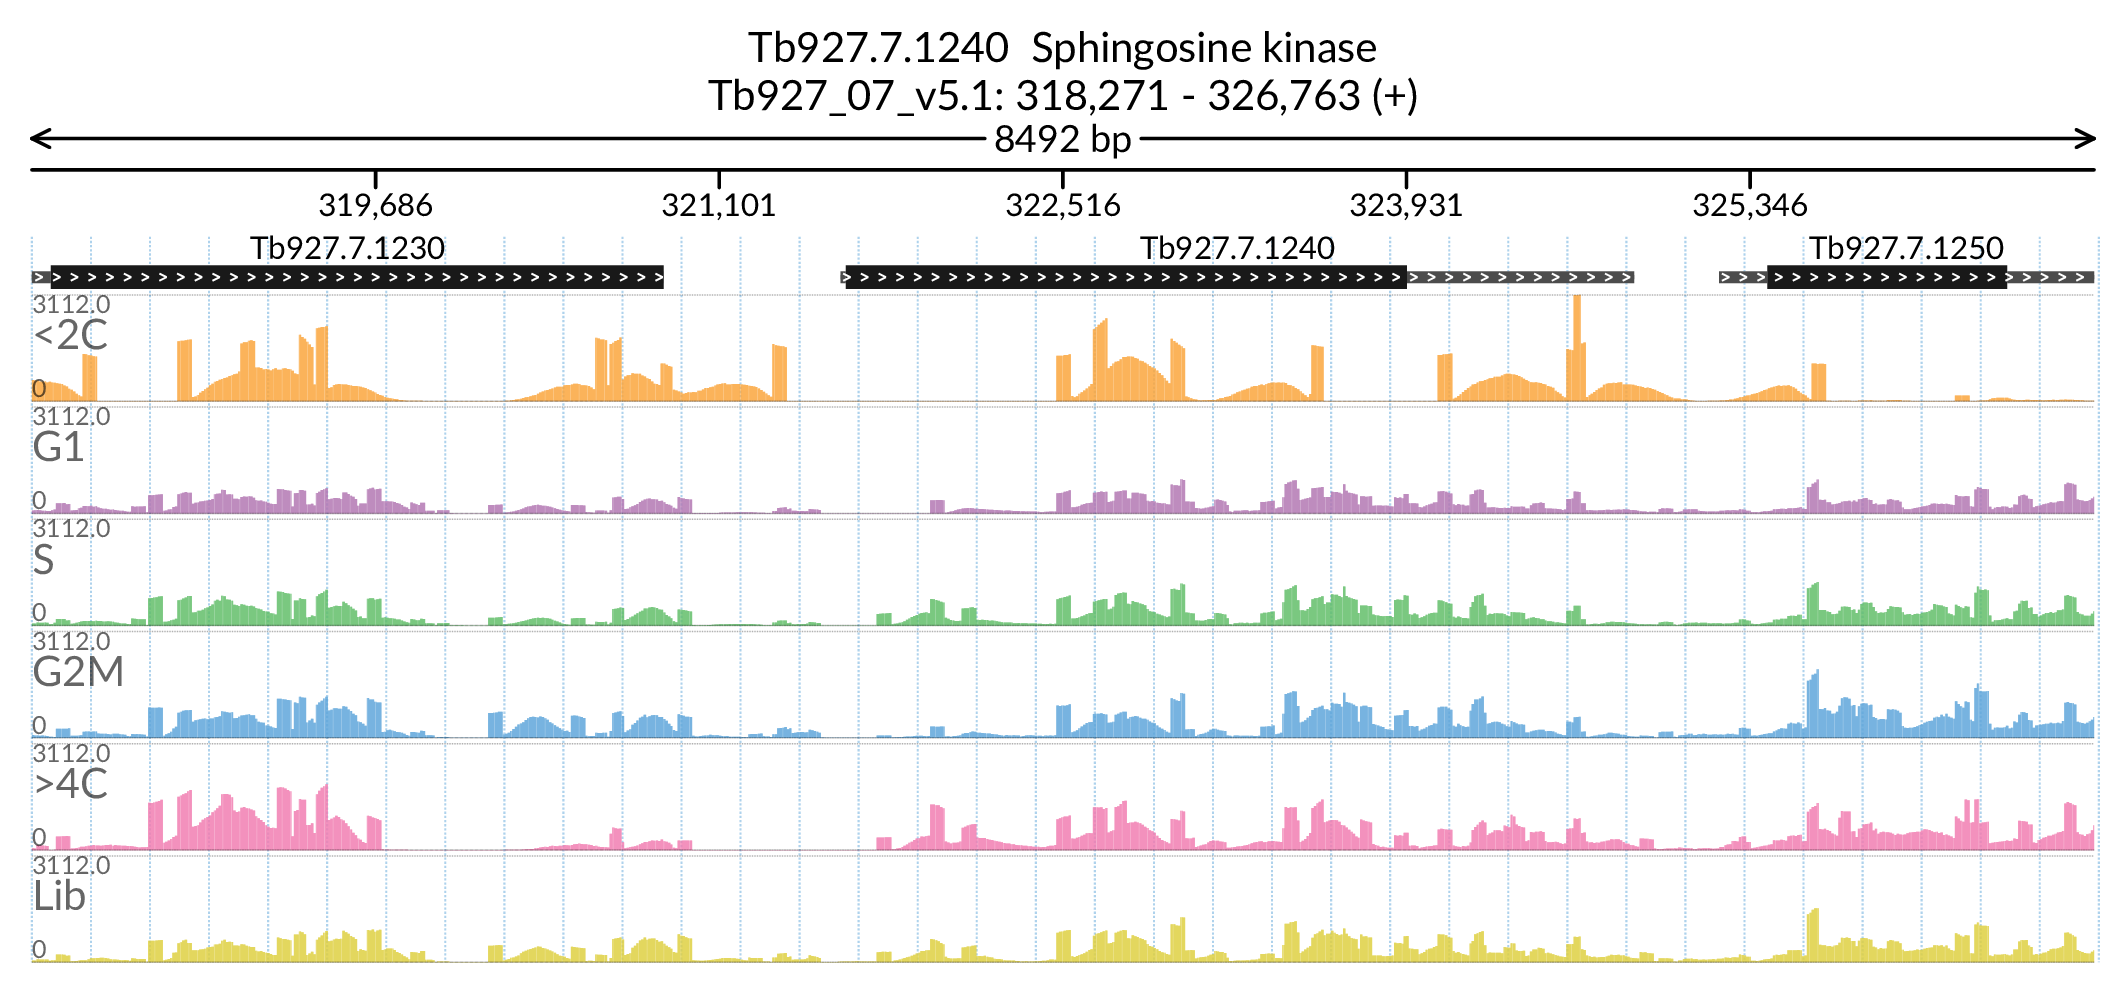 Tb927.7.1240 Sphingosine kinase
Tb927_07_v5.1: 318,271 - 326,763 (+)
8492 bp
319,686 321,101 322,516 323,931 325,346
Tb927.7.1230 Tb927.7.1240 Tb927.7.1250
3112.0
<2C
0
3112.0
G1
0
3112.0
S
0
3112.0
G2M
0
3112.0
>4C
0
3112.0
Lib
0